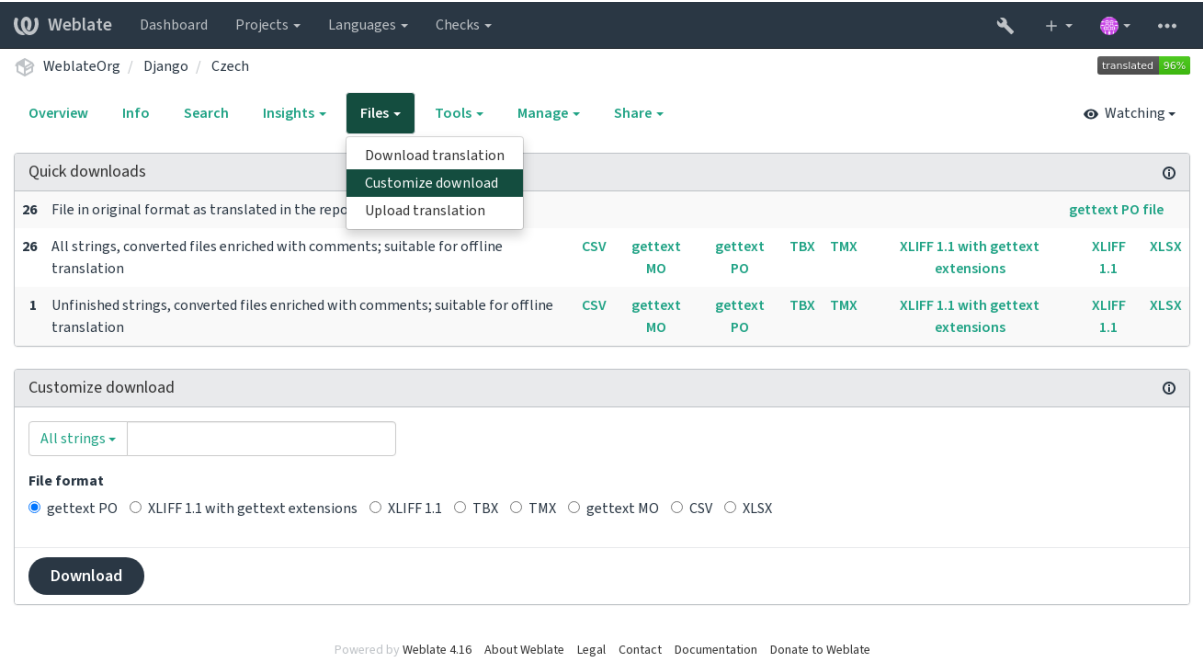 Weblate Dashboard Projects Languages Checks
WeblateOrg / Django / Czech translated 96%
Overview Info Search Insights Files Tools Manage Share Watching
Download translation
Customize download
Upload translation
Quick downloads
26 File in original format as translated in the repo gettext PO file
26 All strings, converted files enriched with comments; suitable for offline translation CSV gettext MO gettext PO TBX TMX XLIFF 1.1 with gettext extensions XLIFF 1.1 XLSX
1 Unfinished strings, converted files enriched with comments; suitable for offline translation CSV gettext MO gettext PO TBX TMX XLIFF 1.1 with gettext extensions XLIFF 1.1 XLSX
Customize download
All strings
File format
gettext PO XLIFF 1.1 with gettext extensions XLIFF 1.1 TBX TMX gettext MO CSV XLSX
Download
Powered by Weblate 4.16 About Weblate Legal Contact Documentation Donate to Weblate